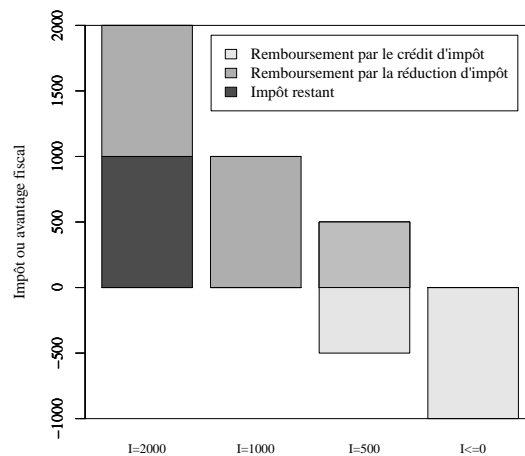 2000
1500
1000
500
0
−500
−1000
Impôt ou avantage fiscal
Remboursement par le crédit d'impôt
Remboursement par la réduction d'impôt
Impôt restant
I=2000
I=1000
I=500
I<=0